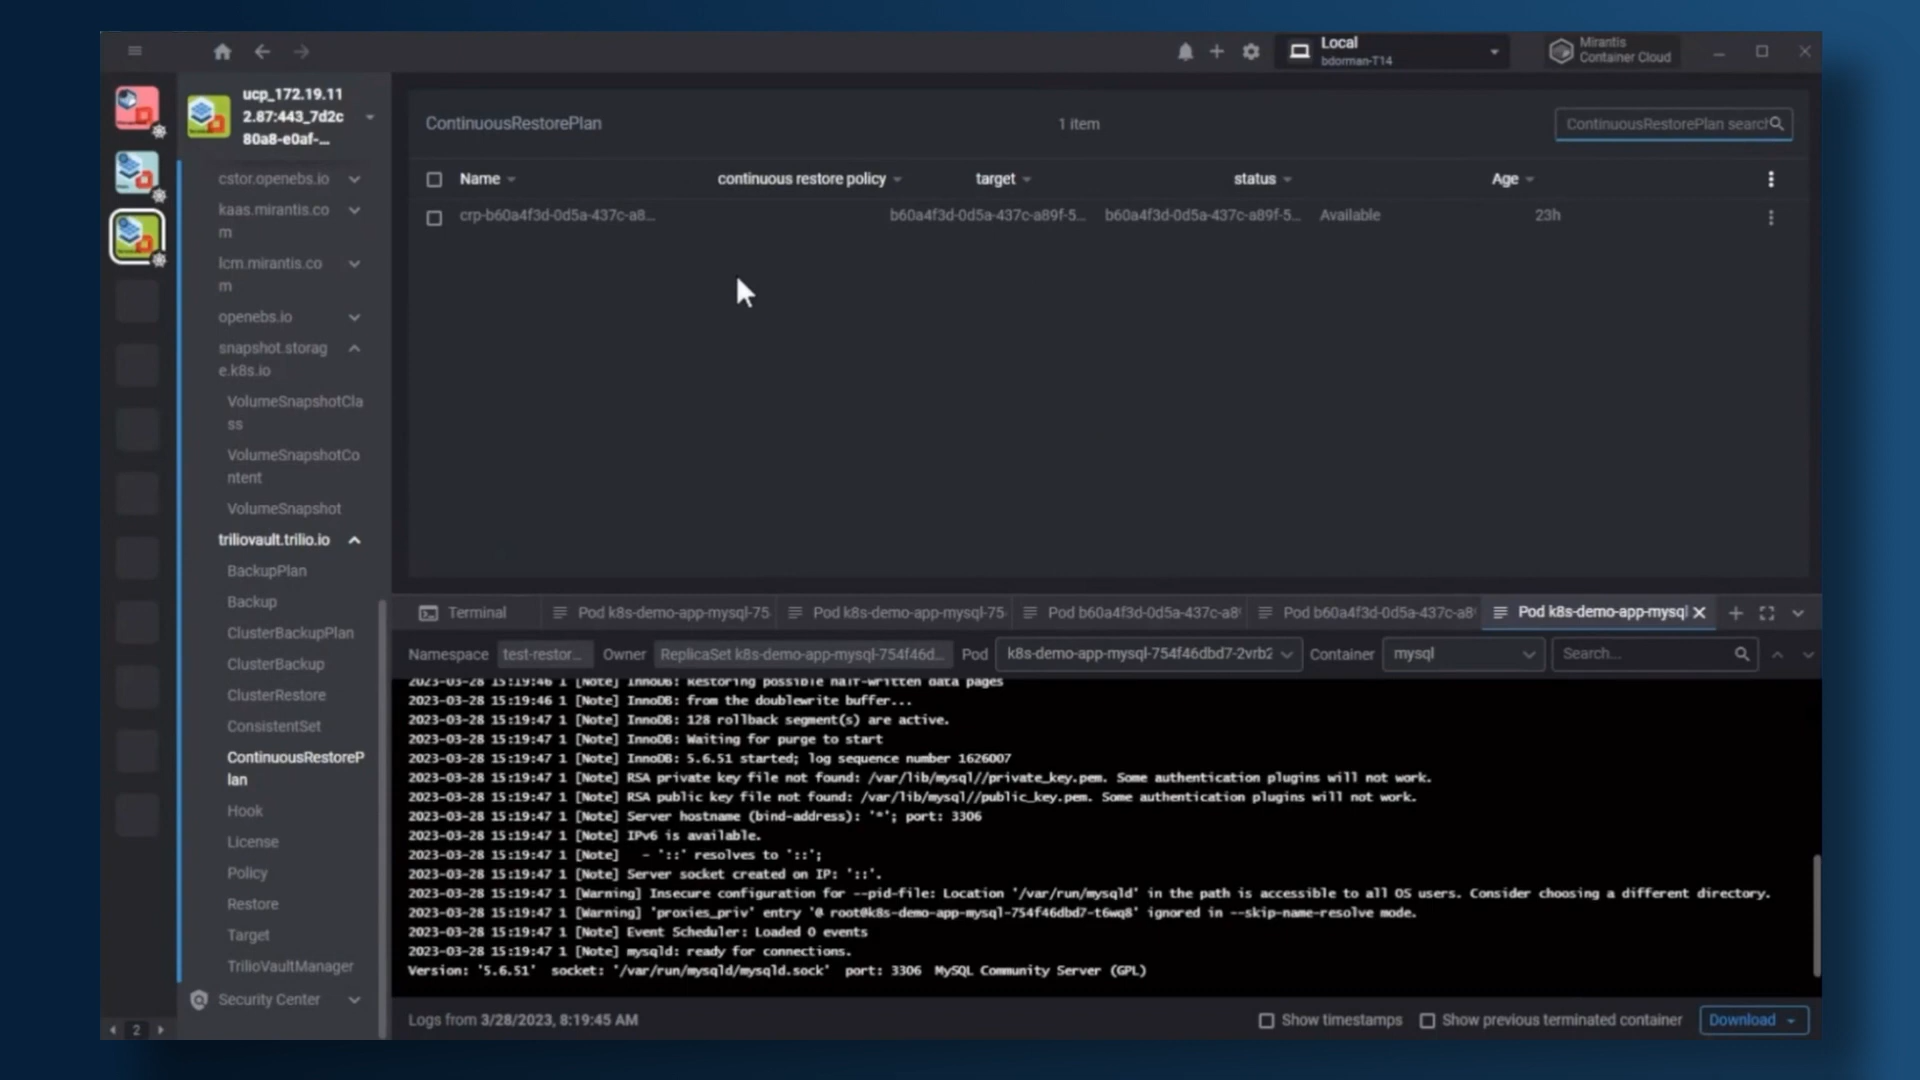 Local
bdorman-T14
Mirantis
Container Cloud
ucp_172.19.11
2.87:443_7d2c
80a8-e0af-...
cstor.openebs.io
kaas.mirantis.co
m
lcm.mirantis.co
m
openebs.io
snapshot.storag
e.k8s.io
VolumeSnapshotCla
ss
VolumeSnapshotCo
ntent
VolumeSnapshot
triliovault.trilio.io
BackupPlan
Backup
ClusterBackupPlan
ClusterBackup
ClusterRestore
ConsistentSet
ContinuousRestoreP
lan
Hook
License
Policy
Restore
Target
TrilioVaultManager
Security Center
2
ContinuousRestorePlan
1 item
ContinuousRestorePlan search
Name continuous restore policy target status Age
crp-b60a4f3d-0d5a-437c-a8... b60a4f3d-0d5a-437c-a89f-5... b60a4f3d-0d5a-437c-a89f-5... Available 23h
Terminal Pod k8s-demo-app-mysql-75 Pod k8s-demo-app-mysql-75 Pod b60a4f3d-0d5a-437c-a8 Pod b60a4f3d-0d5a-437c-a8 Pod k8s-demo-app-mysql
Namespace test-restor... Owner ReplicaSet k8s-demo-app-mysql-754f46d... Pod k8s-demo-app-mysql-754f46dbd7-2vrb2 Container mysql Search...
2023-03-28 15:19:46 1 [Note] InnoDB: Restoring possible half-written data pages
2023-03-28 15:19:46 1 [Note] InnoDB: from the doublewrite buffer...
2023-03-28 15:19:47 1 [Note] InnoDB: 128 rollback segment(s) are active.
2023-03-28 15:19:47 1 [Note] InnoDB: Waiting for purge to start
2023-03-28 15:19:47 1 [Note] InnoDB: 5.6.51 started; log sequence number 1626007
2023-03-28 15:19:47 1 [Note] RSA private key file not found: /var/lib/mysql//private_key.pem. Some authentication plugins will not work.
2023-03-28 15:19:47 1 [Note] RSA public key file not found: /var/lib/mysql//public_key.pem. Some authentication plugins will not work.
2023-03-28 15:19:47 1 [Note] Server hostname (bind-address): '*'; port: 3306
2023-03-28 15:19:47 1 [Note] IPv6 is available.
2023-03-28 15:19:47 1 [Note] - '::' resolves to '::';
2023-03-28 15:19:47 1 [Note] Server socket created on IP: '::'.
2023-03-28 15:19:47 1 [Warning] Insecure configuration for --pid-file: Location '/var/run/mysqld' in the path is accessible to all OS users. Consider choosing a different directory.
2023-03-28 15:19:47 1 [Warning] 'proxies_priv' entry '@ root@k8s-demo-app-mysql-754f46dbd7-t6wq8' ignored in --skip-name-resolve mode.
2023-03-28 15:19:47 1 [Note] Event Scheduler: Loaded 0 events
2023-03-28 15:19:47 1 [Note] mysqld: ready for connections.
Version: '5.6.51' socket: '/var/run/mysqld/mysqld.sock' port: 3306 MySQL Community Server (GPL)
Logs from 3/28/2023, 8:19:45 AM
Show timestamps Show previous terminated container Download